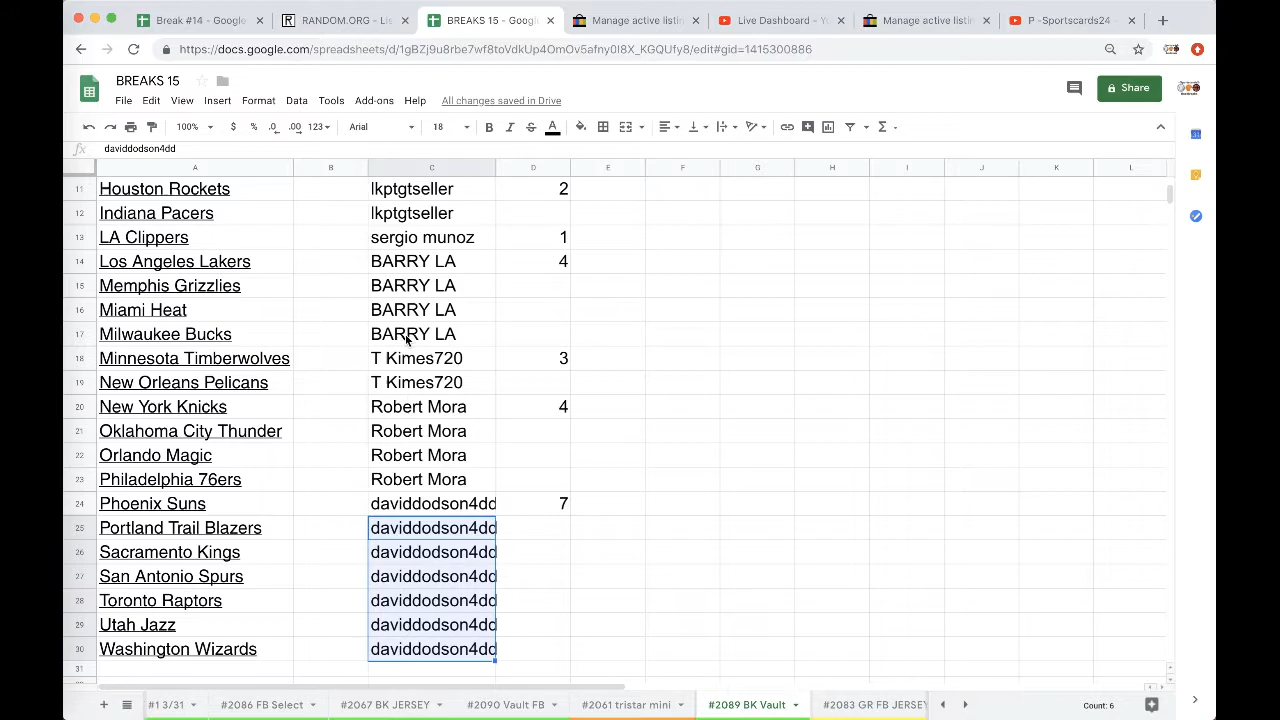 Break #14 - Google
RANDOM.ORG - Lis
BREAKS 15 - Googl
Manage active listin
Live Dashboard - Yo
Manage active listin
P -Sportscards24 -
https://docs.google.com/spreadsheets/d/1gBZj9u8rbe7wf8toVdkUp4OmOv5afny0I8X_KGQUfy8/edit#gid=1415330886
BREAKS 15
File Edit View Insert Format Data Tools Add-ons Help All changes saved in Drive
Share
100% $ % .0 .00 123 Arial 18 B I S A
fx daviddodson4dd
A B C D E F G H I J K L
11 Houston Rockets lkptgtseller 2
12 Indiana Pacers lkptgtseller
13 LA Clippers sergio munoz 1
14 Los Angeles Lakers BARRY LA 4
15 Memphis Grizzlies BARRY LA
16 Miami Heat BARRY LA
17 Milwaukee Bucks BARRY LA
18 Minnesota Timberwolves T Kimes720 3
19 New Orleans Pelicans T Kimes720
20 New York Knicks Robert Mora 4
21 Oklahoma City Thunder Robert Mora
22 Orlando Magic Robert Mora
23 Philadelphia 76ers Robert Mora
24 Phoenix Suns daviddodson4dd 7
25 Portland Trail Blazers daviddodson4dd
26 Sacramento Kings daviddodson4dd
27 San Antonio Spurs daviddodson4dd
28 Toronto Raptors daviddodson4dd
29 Utah Jazz daviddodson4dd
30 Washington Wizards daviddodson4dd
31
#1 3/31 #2086 FB Select #2067 BK JERSEY #2090 Vault FB #2061 tristar mini #2089 BK Vault #2083 GR FB JERSEY Count: 6